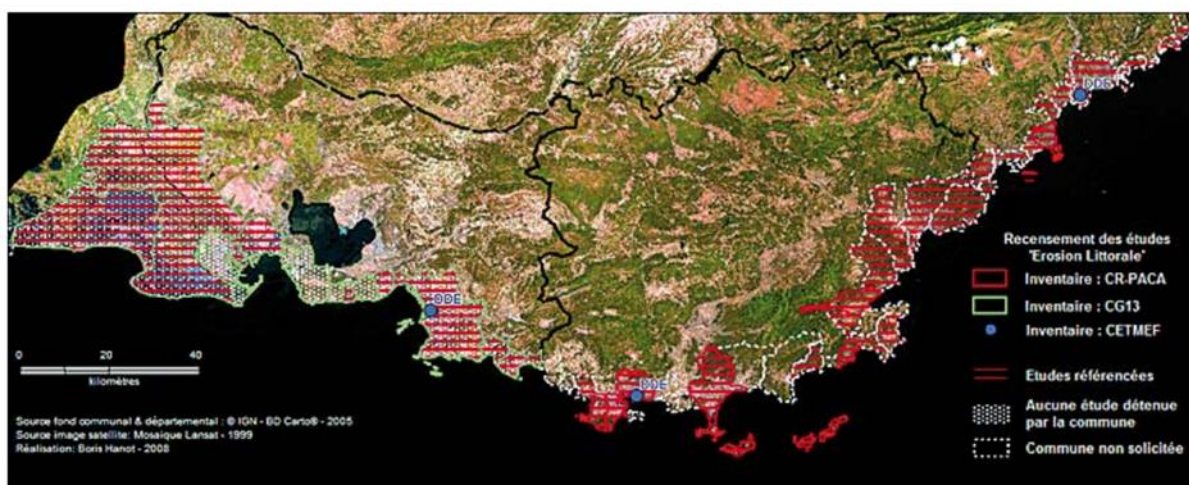 DDE
DDE
DDE
Recensement des études
"Erosion Littorale"
Inventaire : CR-PACA
Inventaire : CG13
Inventaire : CETMEF
Etudes référencées
Aucune étude détenue
par la commune
Commune non solicitée
0 20 40
kilomètres
Source fond communal & départemental : © IGN - BD Carto® - 2005
Source image satellite: Mosaique Lansat - 1999
Réalisation: Boris Hanot - 2008